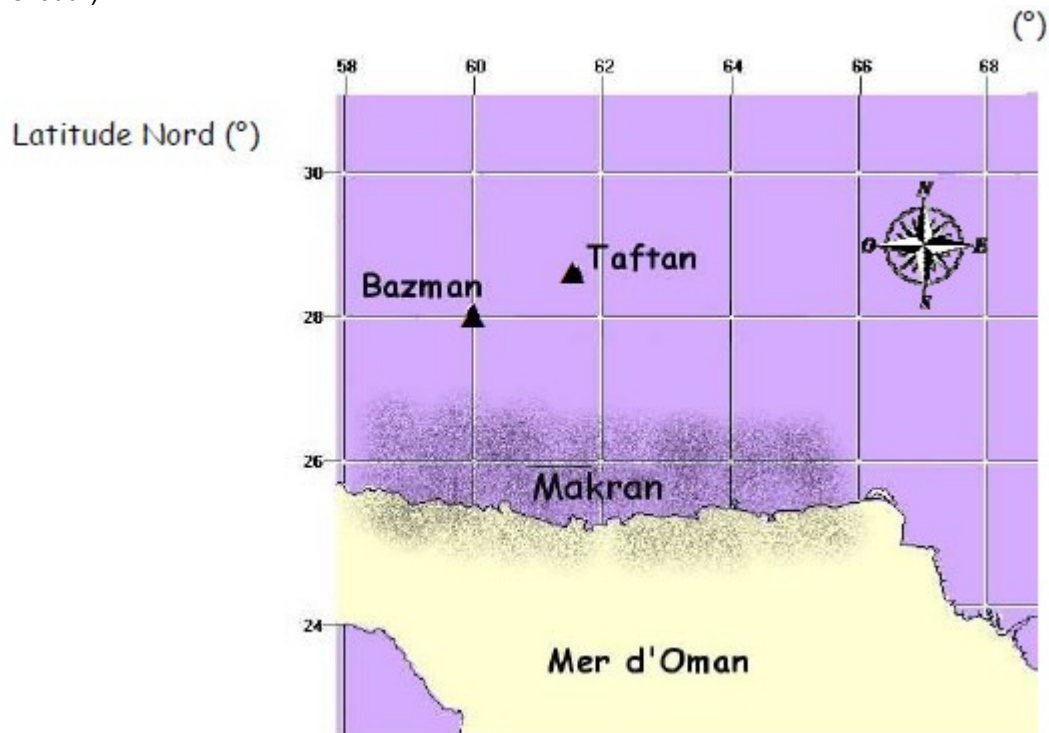 (°)
58 60 62 64 66 68
Latitude Nord (°)
30
N
O E
S
Taftan
Bazman
28
26
Makran
24
Mer d'Oman